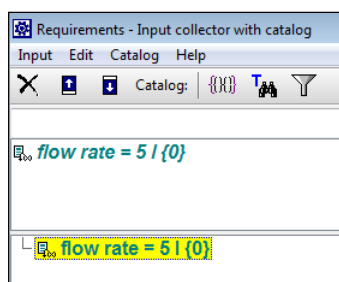 Requirements - Input collector with catalog
Input Edit Catalog Help
Catalog: {()()} T
flow rate = 5 l {0}
flow rate = 5 l {0}